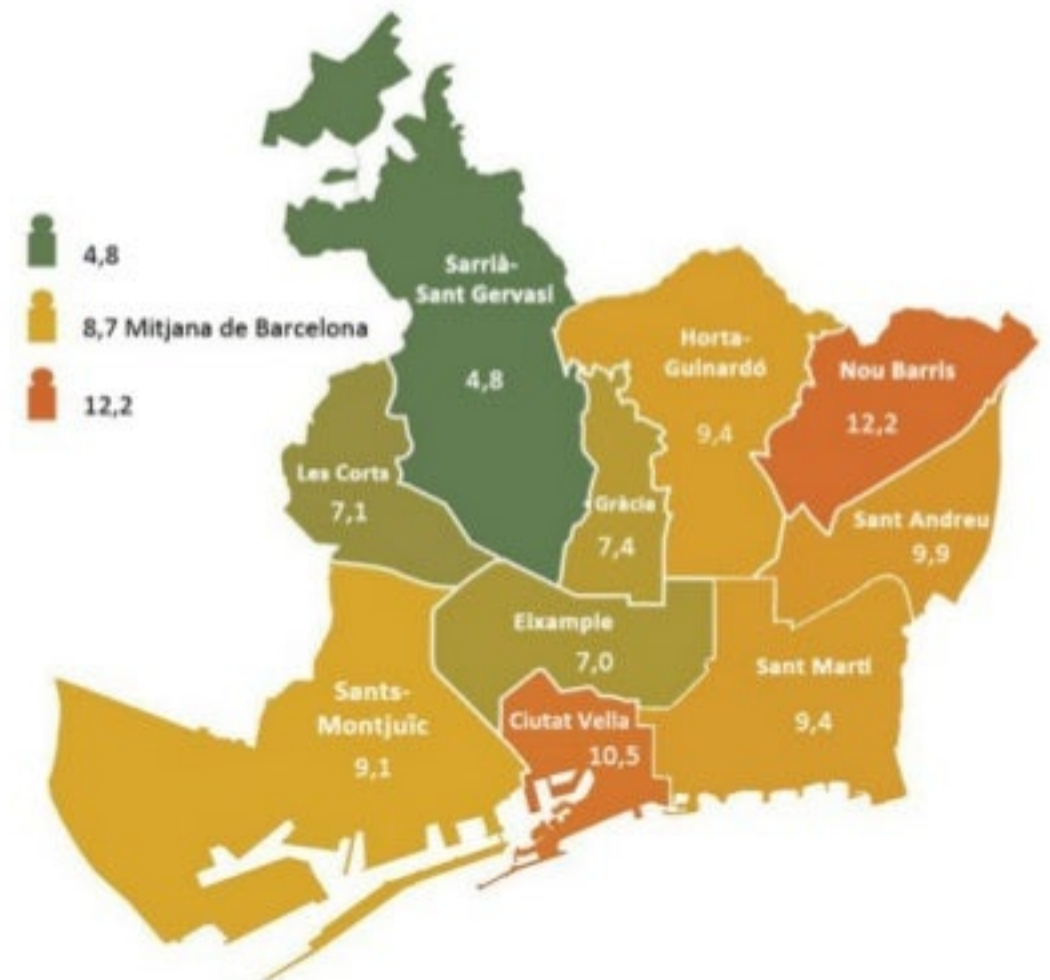 4,8
8,7 Mitjana de Barcelona
12,2
Sarrià-
Sant Gervasi
4,8
Horta-
Guinardó
9,4
Nou Barris
12,2
Les Corts
7,1
Gràcia
7,4
Sant Andreu
9,9
Eixample
7,0
Sant Martí
9,4
Sants-
Montjuïc
9,1
Ciutat Vella
10,5